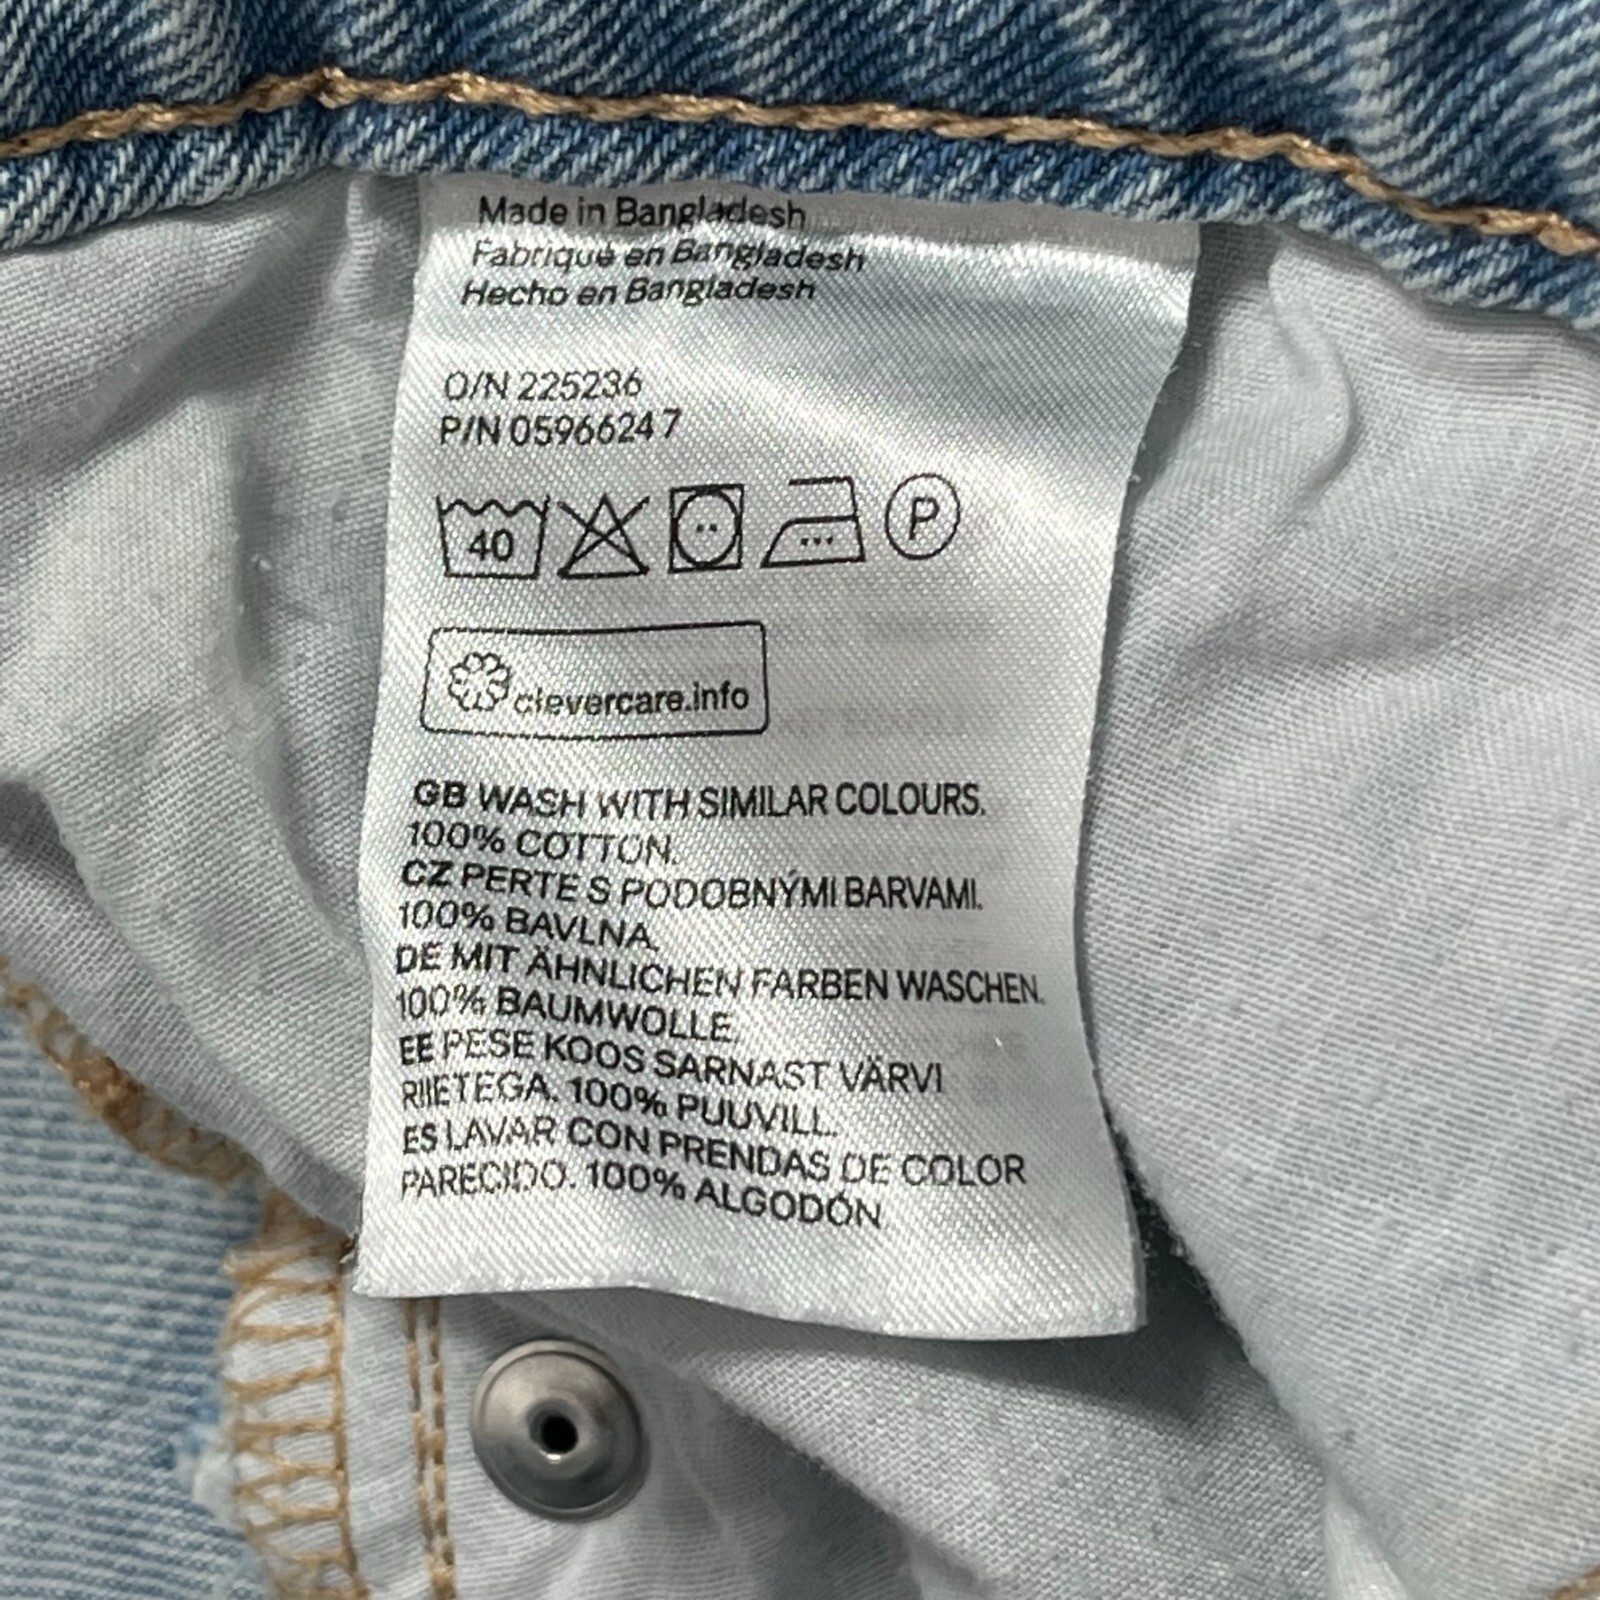 Made in Bangladesh
Fabriqué en Bangladesh
Hecho en Bangladesh
O/N 225236
P/N 05966247
40 P
clevercare.info
GB WASH WITH SIMILAR COLOURS.
100% COTTON.
CZ PERTE S PODOBNÝMI BARVAMI.
100% BAVLNA.
DE MIT ÄHNLICHEN FARBEN WASCHEN.
100% BAUMWOLLE.
EE PESE KOOS SARNAST VÄRVI
RIIETEGA. 100% PUUVILL.
ES LAVAR CON PRENDAS DE COLOR
PARECIDO. 100% ALGODÓN.